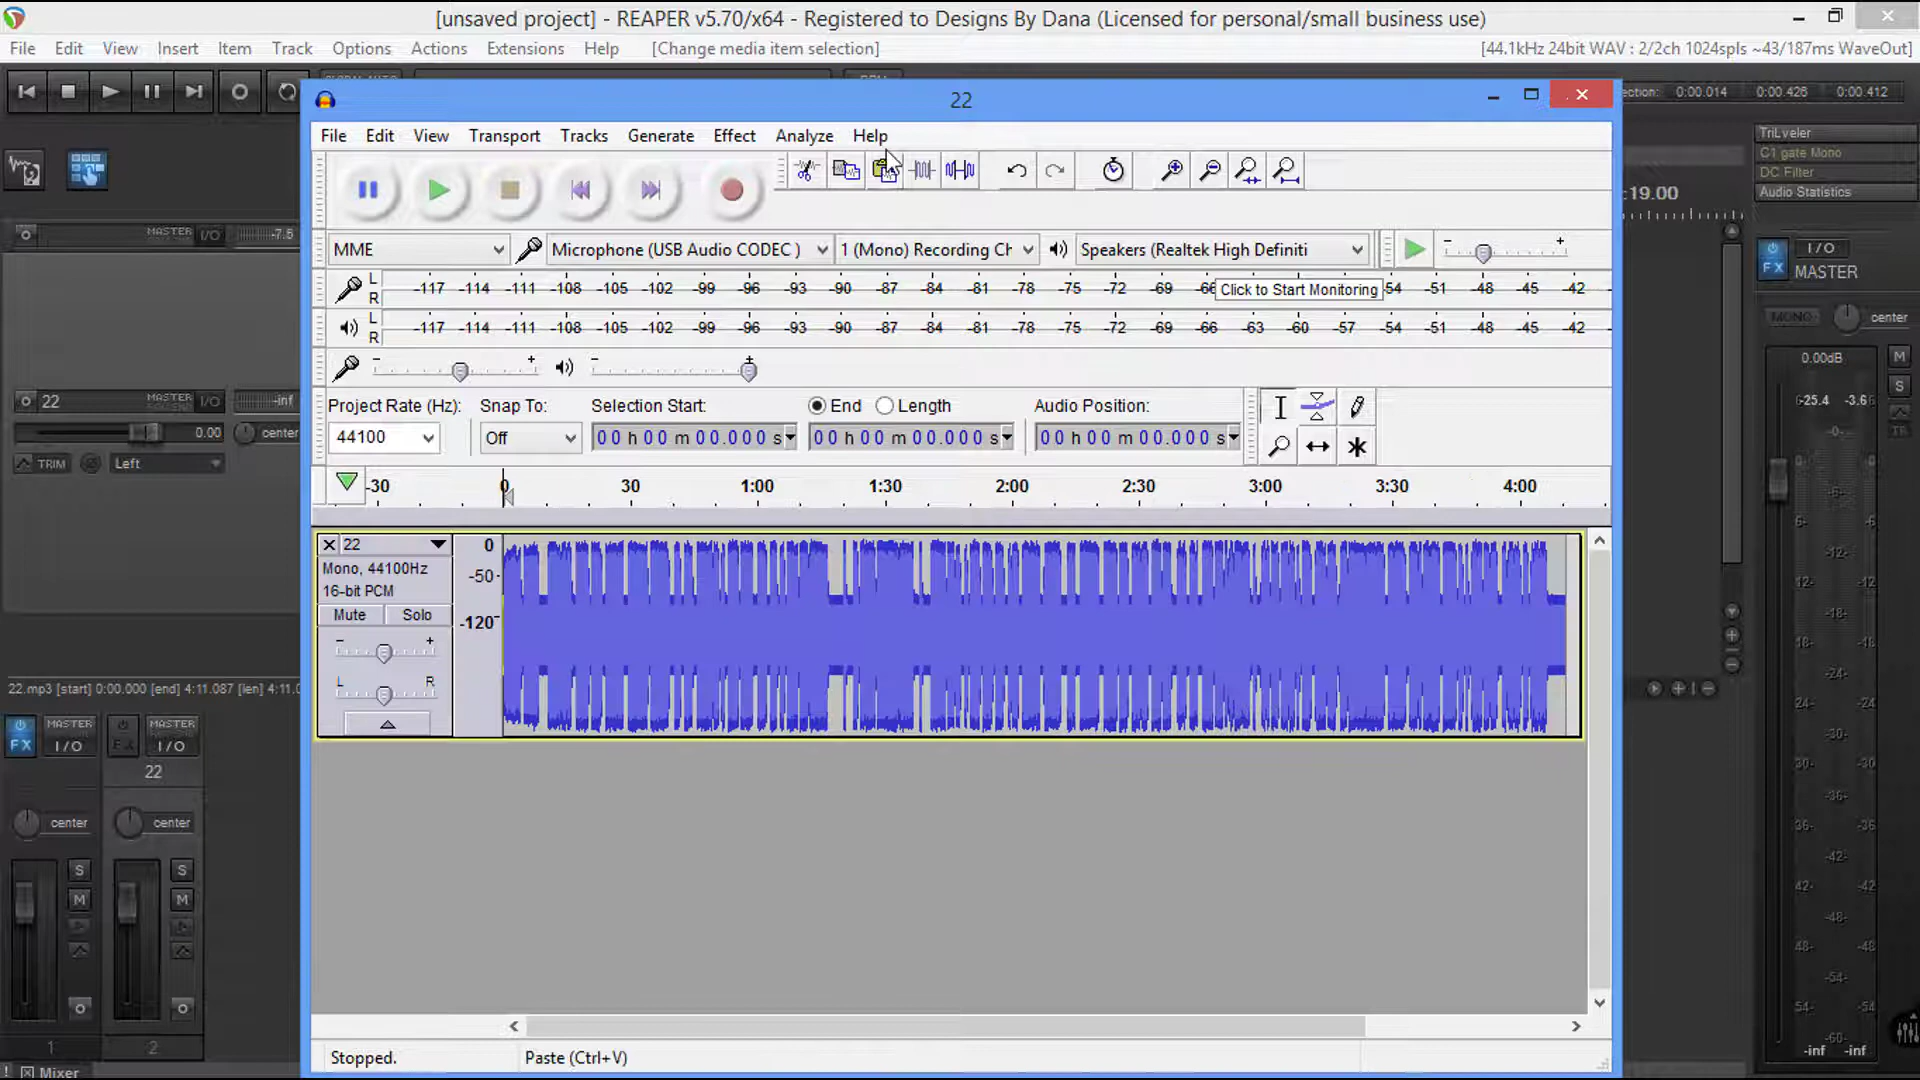 [unsaved project] - REAPER v5.70/x64 - Registered to Designs By Dana (Licensed for personal/small business use)
File Edit View Insert Item Track Options Actions Extensions Help [Change media item selection] [44.1kHz 24bit WAV : 2/2ch 1024spls ~43/187ms WaveOut]
0:00.014 0:00.426 0:00.412
22
File Edit View Transport Tracks Generate Effect Analyze Help
TriLveler
C1 gate Mono
DC Filter
Audio Statistics
:19.00
MASTER I/O -7.5
MME Microphone (USB Audio CODEC ) 1 (Mono) Recording Ch Speakers (Realtek High Definiti - +
I/O
FX MASTER
L
R
-117 -114 -111 -108 -105 -102 -99 -96 -93 -90 -87 -84 -81 -78 -75 -72 -69 -66 Click to Start Monitoring -54 -51 -48 -45 -42
L
R
-117 -114 -111 -108 -105 -102 -99 -96 -93 -90 -87 -84 -81 -78 -75 -72 -69 -66 -63 -60 -57 -54 -51 -48 -45 -42
MONO center
0.00dB M
S
-25.4 -3.6
- + - +
22 MASTER I/O -inf
0.00 center
TRIM Left
Project Rate (Hz): Snap To: Selection Start: End Length Audio Position:
44100 Off 00 h 00 m 00.000 s 00 h 00 m 00.000 s 00 h 00 m 00.000 s
-30 0 30 1:00 1:30 2:00 2:30 3:00 3:30 4:00
22
Mono, 44100Hz
16-bit PCM
Mute Solo
- +
L R
0
-50-
-120-
22.mp3 [start] 0:00.000 [end] 4:11.087 [len] 4:11.0
FX MASTER I/O FX MASTER I/O
22
center center
S S
M M
1 2
Mixer
Stopped. Paste (Ctrl+V)
-inf -inf